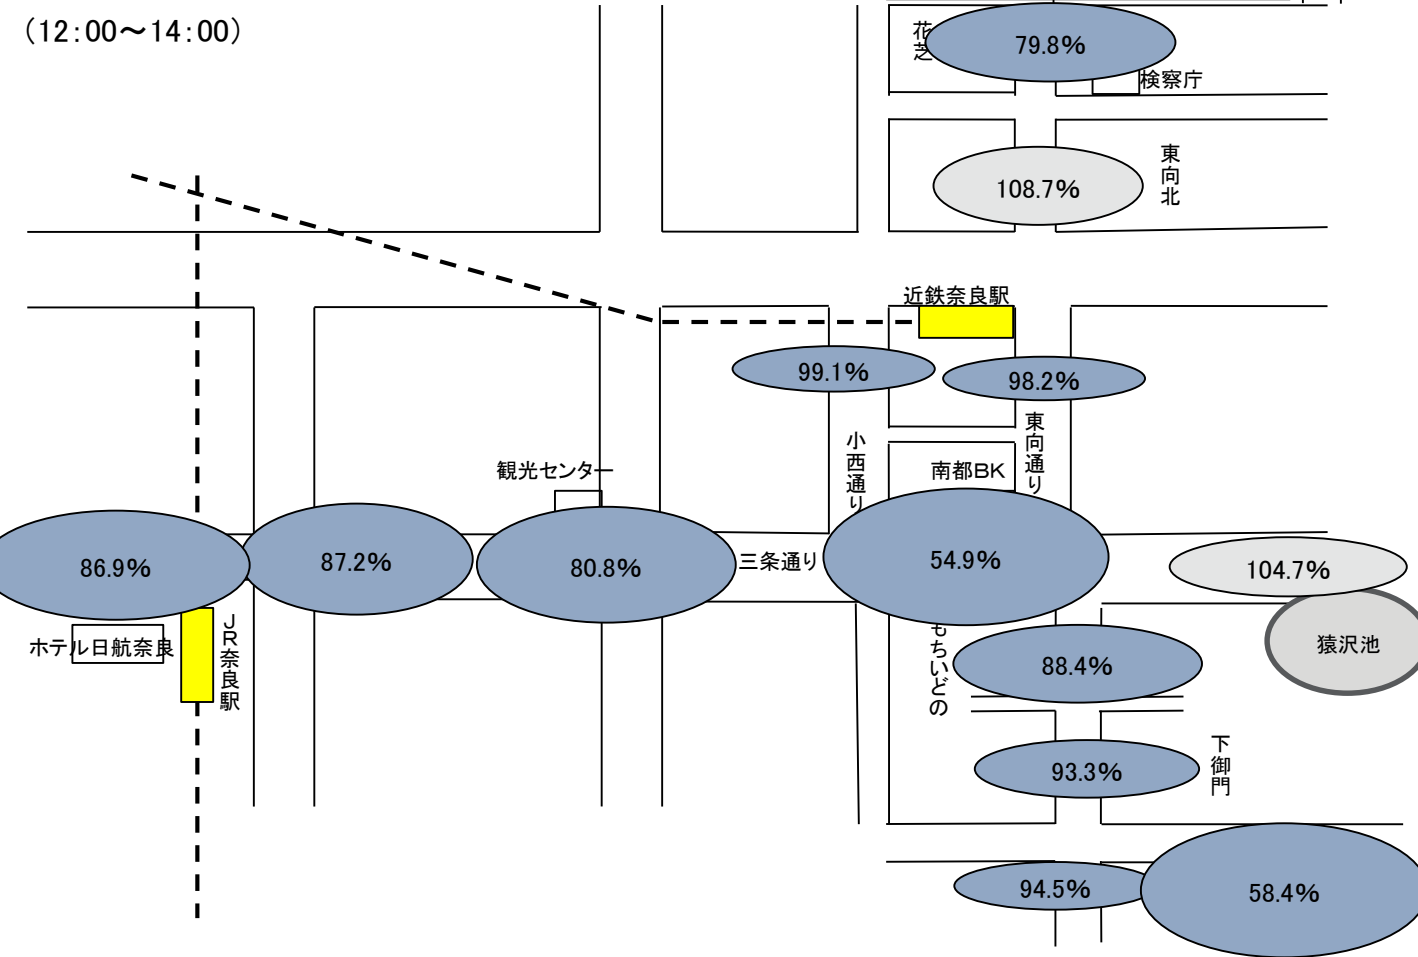 （12：00～14：00）
花芝
79.8％
検察庁
108.7％
東向北
近鉄奈良駅
99.1％
98.2％
小西通り
東向通り
観光センター
南都BK
86.9％
87.2％
80.8％
三条通り
54.9％
104.7％
ホテル日航奈良
JR奈良駅
もちいどの
88.4％
猿沢池
93.3％
下御門
94.5％
58.4％